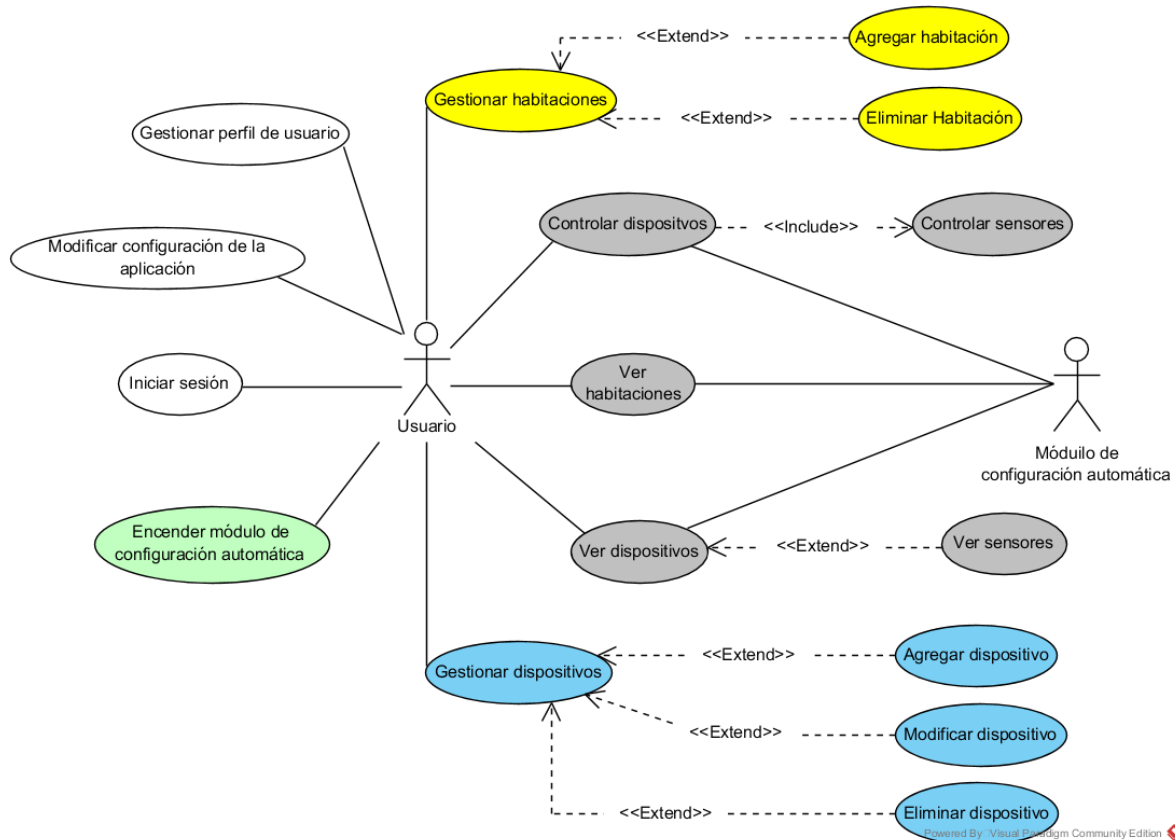 <<Extend>>
Agregar habitación
Gestionar habitaciones
<<Extend>>
Eliminar Habitación
Gestionar perfil de usuario
Controlar dispositvos
<<Include>>
Controlar sensores
Modificar configuración de la
aplicación
Iniciar sesión
Ver
habitaciones
Usuario
Móduilo de
configuración automática
Encender módulo de
configuración automática
Ver dispositivos
<<Extend>>
Ver sensores
Gestionar dispositivos
<<Extend>>
Agregar dispositivo
<<Extend>>
Modificar dispositivo
<<Extend>>
Eliminar dispositivo
Powered By Visual Paradigm Community Edition